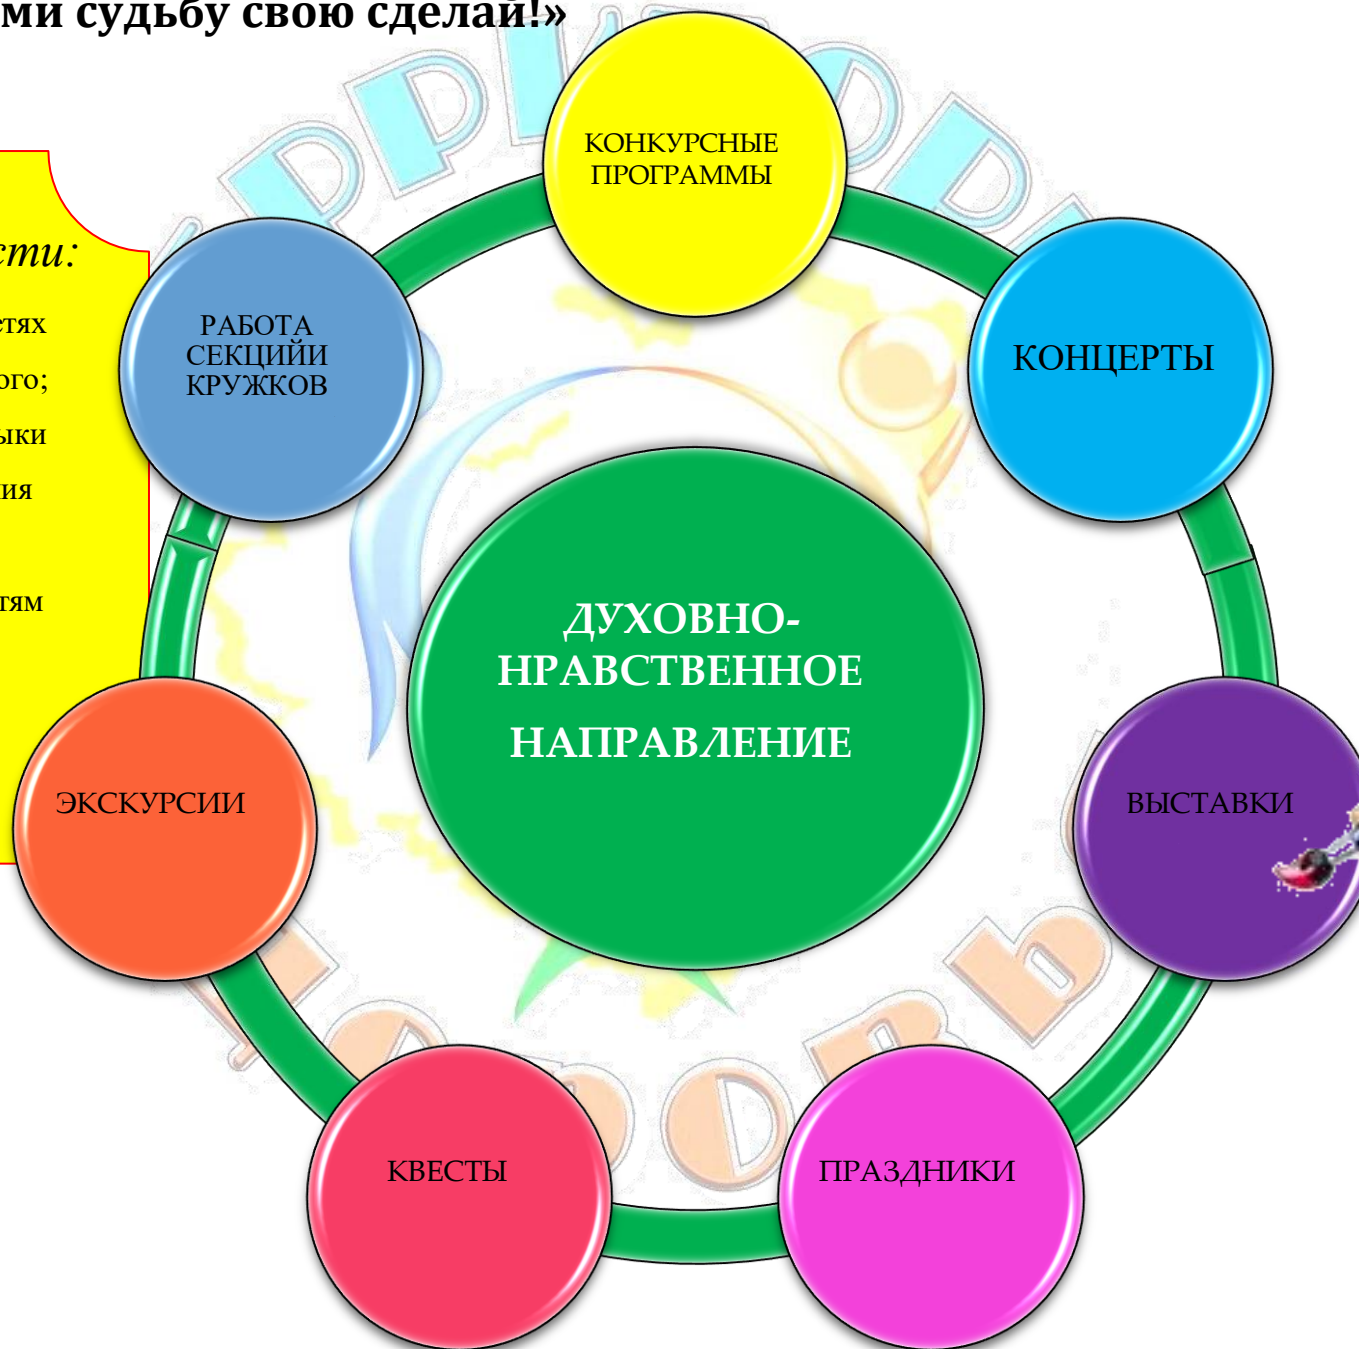 ми судьбу свою сделай!»
сти:
етях
ого;
ыки
ия
тям
КОНКУРСНЫЕ
ПРОГРАММЫ
КОНЦЕРТЫ
РАБОТА
СЕКЦИЙИ
КРУЖКОВ
ДУХОВНО-
НРАВСТВЕННОЕ
НАПРАВЛЕНИЕ
ВЫСТАВКИ
ЭКСКУРСИИ
КВЕСТЫ
ПРАЗДНИКИ